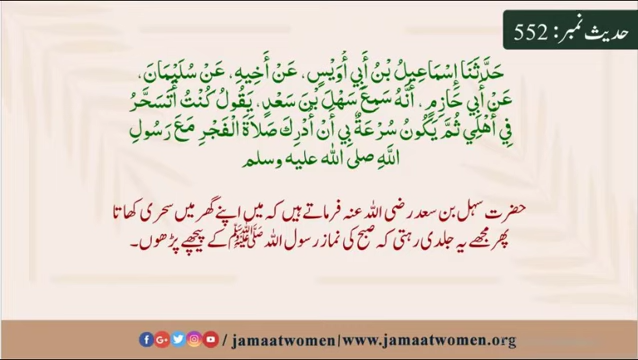 حدیث نمبر: 552
حَدَّثَنَا إِسْمَاعِيلُ بْنُ أَبِي أُوَيْسٍ، عَنْ أَخِيهِ، عَنْ سُلَيْمَانَ،
عَنْ أَبِي حَازِمٍ، أَنَّهُ سَمِعَ سَهْلَ بْنَ سَعْدٍ، يَقُولُ كُنْتُ أَتَسَحَّرُ
فِي أَهْلِي ثُمَّ يَكُونُ سُرْعَةٌ بِي أَنْ أُدْرِكَ صَلاَةَ الْفَجْرِ مَعَ رَسُولِ
اللَّهِ صلى الله عليه وسلم
حضرت سہل بن سعد رضی اللہ عنہ فرماتے ہیں کہ میں اپنے گھر میں سحری کھاتا
پھر مجھے یہ جلدی رہتی کہ صبح کی نماز رسول اللہ ﷺ کے پیچھے پڑھوں۔
/ jamaatwomen | www.jamaatwomen.org